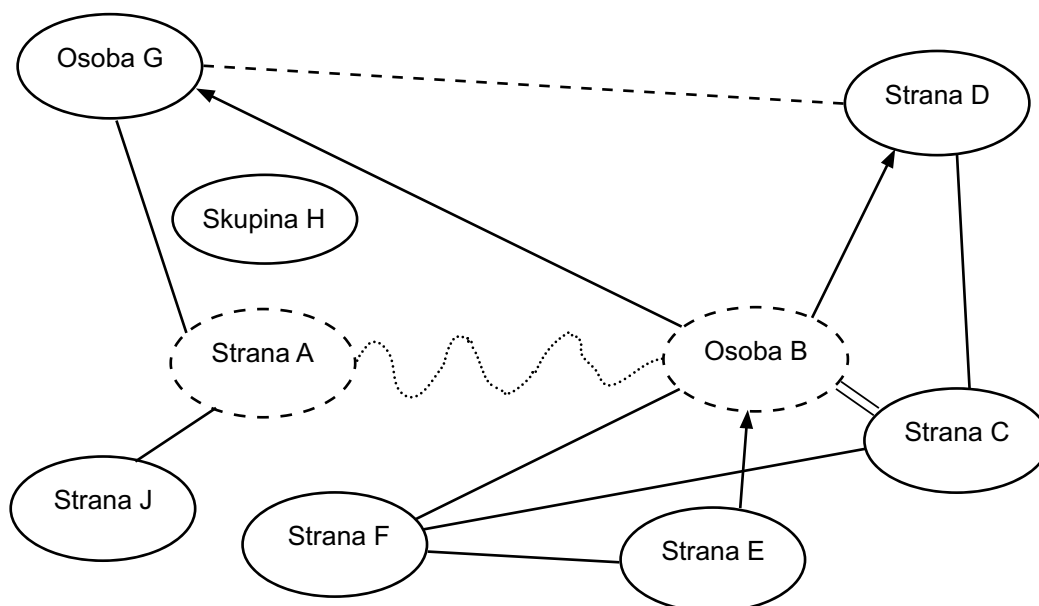 Osoba G
Strana D
Skupina H
Strana A
Osoba B
Strana C
Strana J
Strana F
Strana E